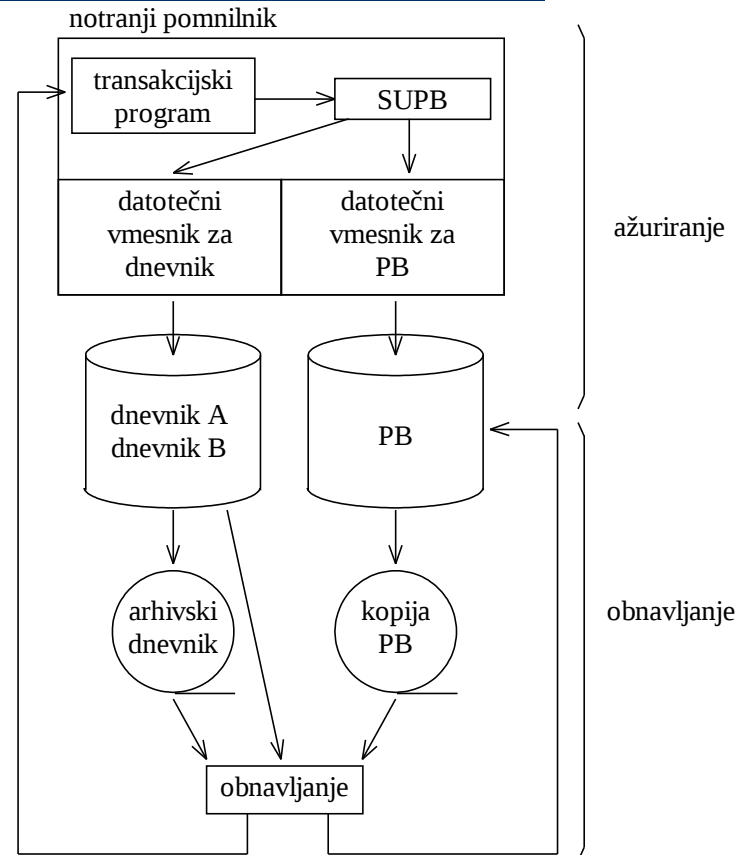 notranji pomnilnik
transakcijski
program
SUPB
datotečni
vmesnik za
dnevnik
datotečni
vmesnik za
PB
ažuriranje
dnevnik A
dnevnik B
PB
arhivski
dnevnik
kopija
PB
obnavljanje
obnavljanje